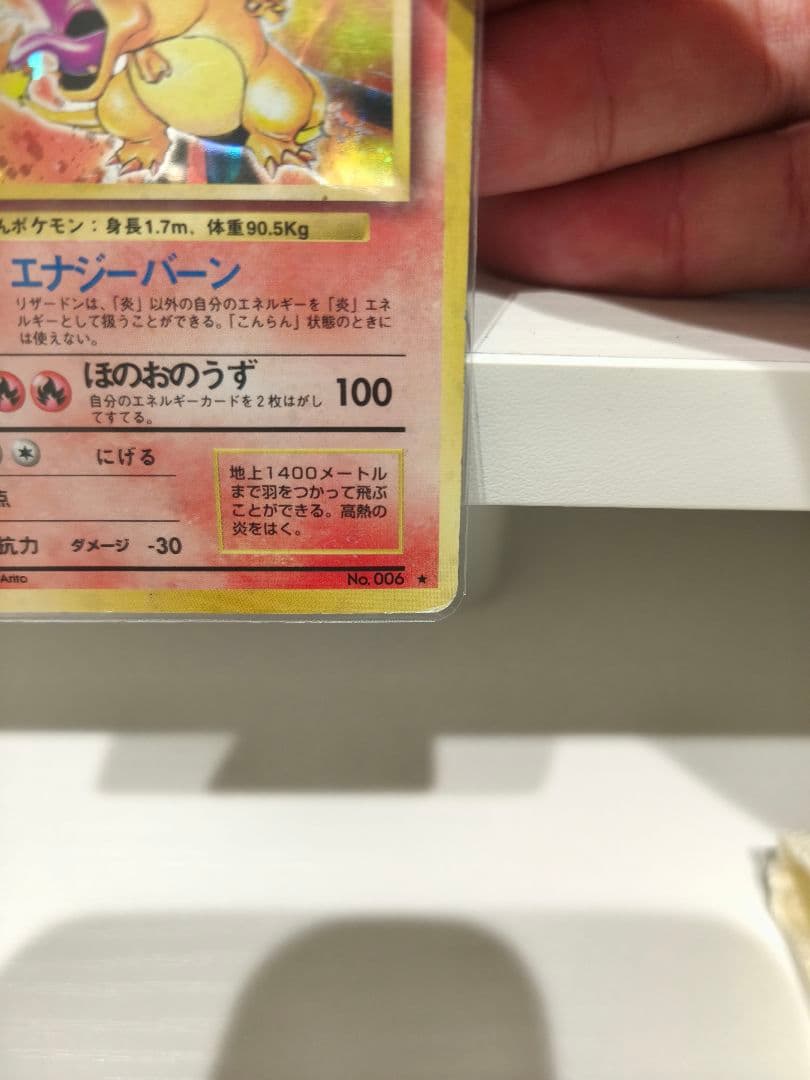 んポケモン：身長1.7m、体重90.5Kg
エナジーバーン
リザードンは、「炎」以外の自分のエネルギーを「炎」エネ
ルギーとして扱うことができる。「こんらん」状態のときに
は使えない。
ほのおのうず 100
自分のエネルギーカードを２枚はがし
てすてる。
にげる
点
抗力 ダメージ -30
地上1400メートル
まで羽をつかって飛ぶ
ことができる。高熱の
炎をはく。
Arito No.006 ★